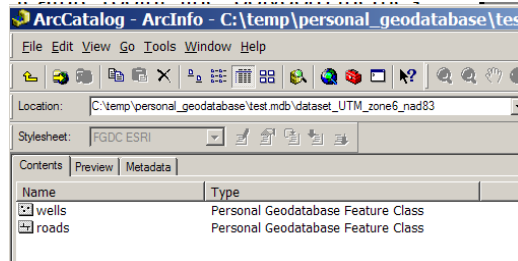 ArcCatalog - ArcInfo - C:\temp\personal_geodatabase\tes
File Edit View Go Tools Window Help
Location: C:\temp\personal_geodatabase\test.mdb\dataset_UTM_zone6_nad83
Stylesheet: FGDC ESRI
Contents Preview Metadata
Name Type
wells Personal Geodatabase Feature Class
roads Personal Geodatabase Feature Class